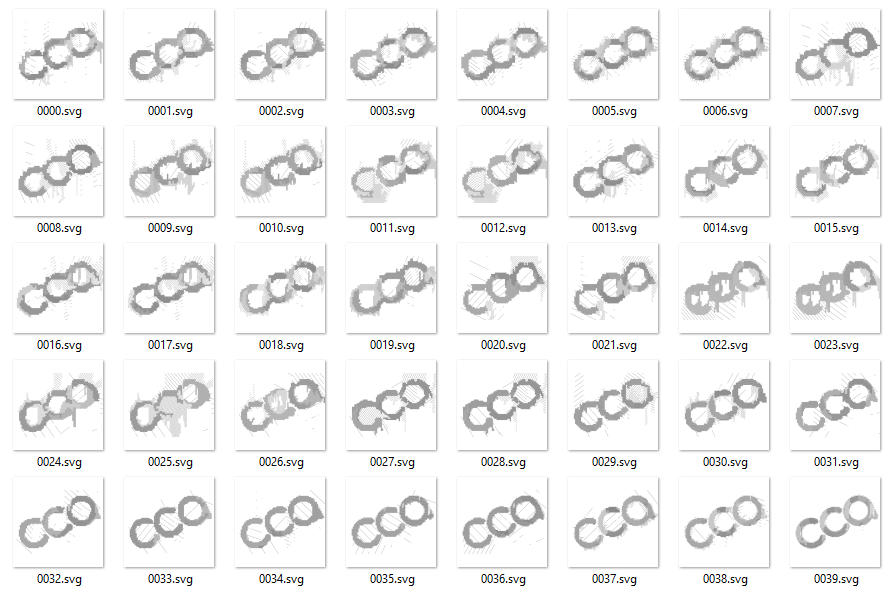 0000.svg 0001.svg 0002.svg 0003.svg 0004.svg 0005.svg 0006.svg 0007.svg
0008.svg 0009.svg 0010.svg 0011.svg 0012.svg 0013.svg 0014.svg 0015.svg
0016.svg 0017.svg 0018.svg 0019.svg 0020.svg 0021.svg 0022.svg 0023.svg
0024.svg 0025.svg 0026.svg 0027.svg 0028.svg 0029.svg 0030.svg 0031.svg
0032.svg 0033.svg 0034.svg 0035.svg 0036.svg 0037.svg 0038.svg 0039.svg